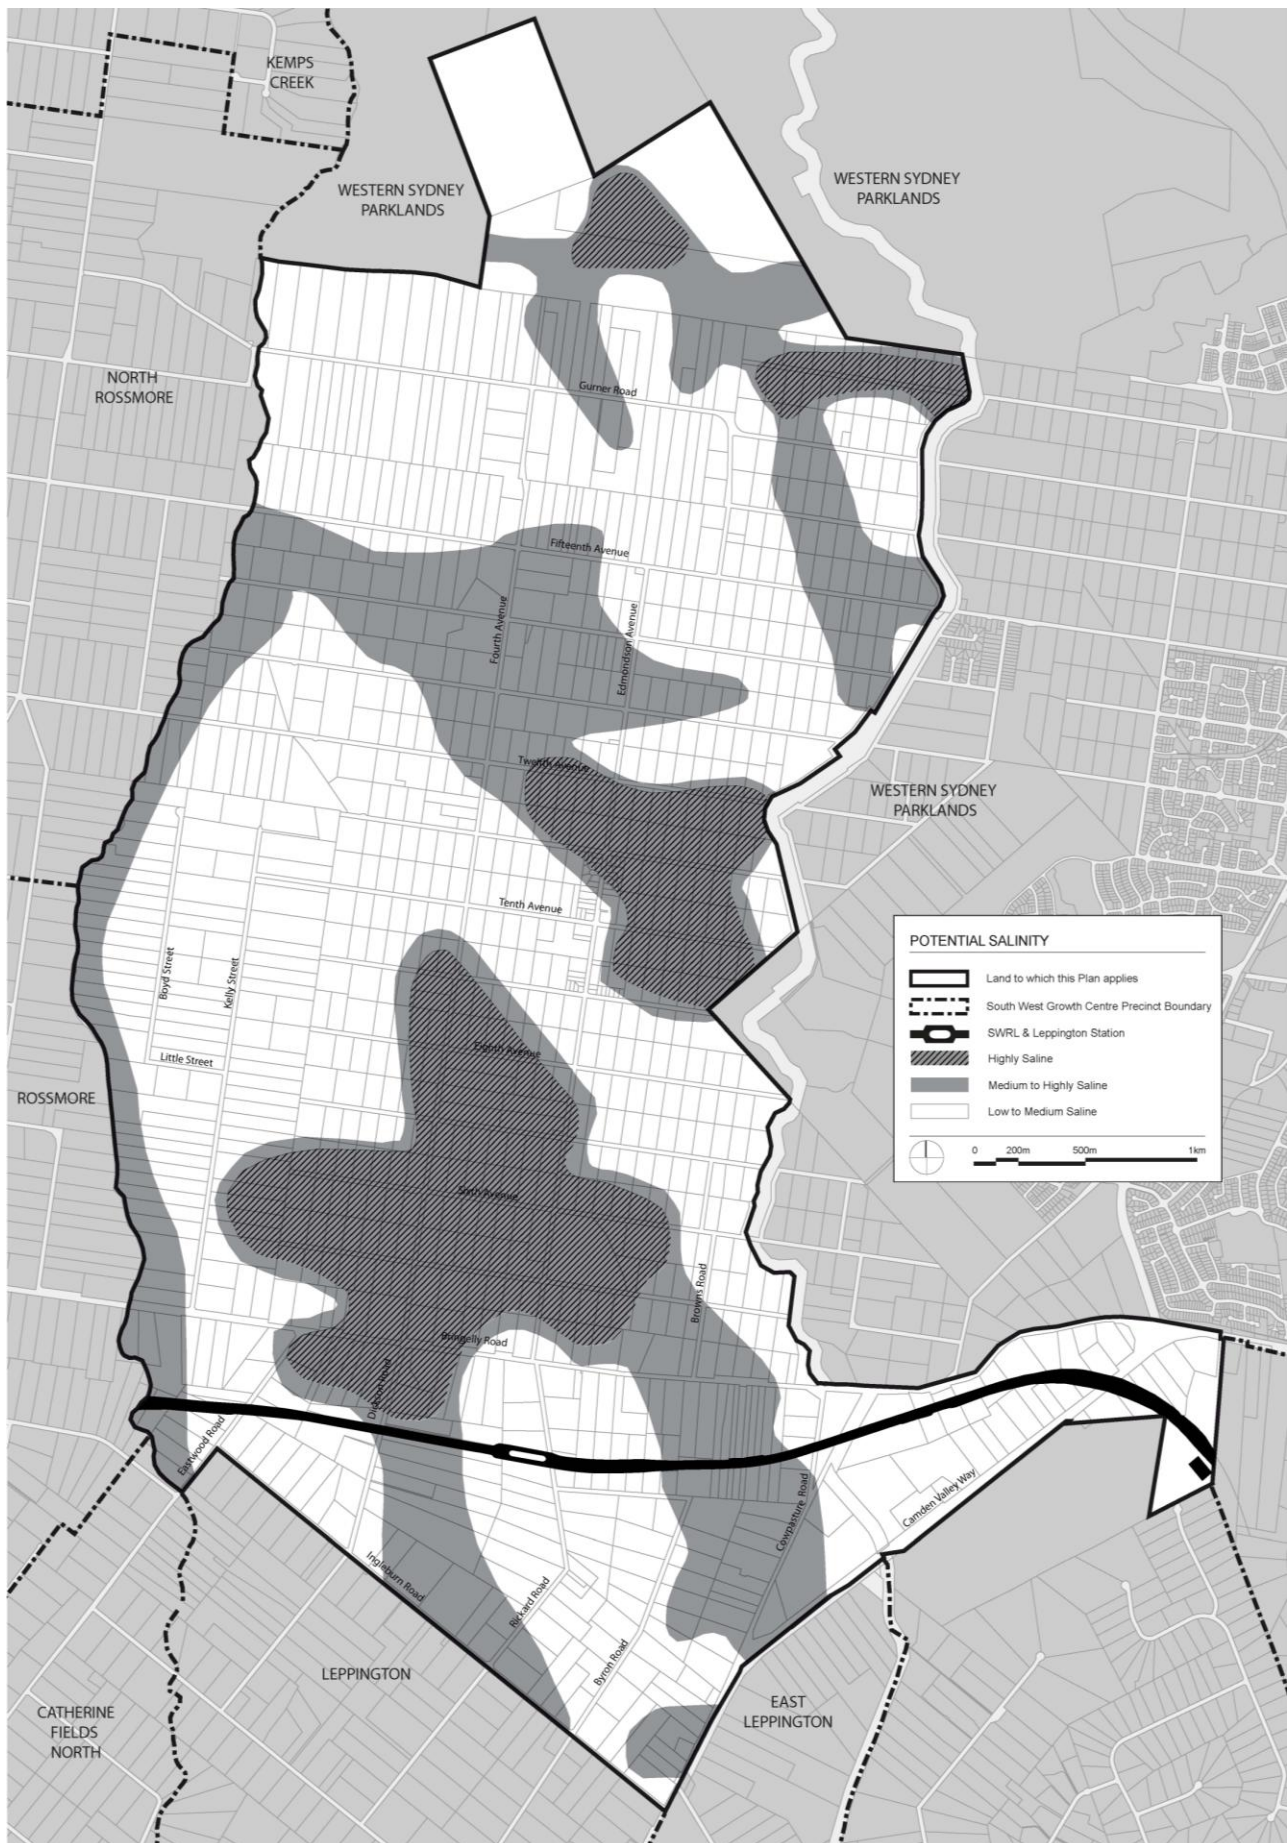 KEMPS
CREEK
WESTERN SYDNEY
PARKLANDS
WESTERN SYDNEY
PARKLANDS
NORTH
ROSSMORE
Gurner Road
Fifteenth Avenue
Fourth Avenue
Edmondson Avenue
Twelfth Avenue
WESTERN SYDNEY
PARKLANDS
Tenth Avenue
Boyd Street
Kelly Street
Eighth Avenue
Little Street
ROSSMORE
Sixth Avenue
Browns Road
Bringelly Road
Dickson Road
Eastwood Road
Cowpasture Road
Camden Valley Way
Ingleburn Road
Rickard Road
Byron Road
LEPPINGTON
EAST
LEPPINGTON
CATHERINE
FIELDS
NORTH
POTENTIAL SALINITY
Land to which this Plan applies
South West Growth Centre Precinct Boundary
SWRL & Leppington Station
Highly Saline
Medium to Highly Saline
Low to Medium Saline
0 200m 500m 1km